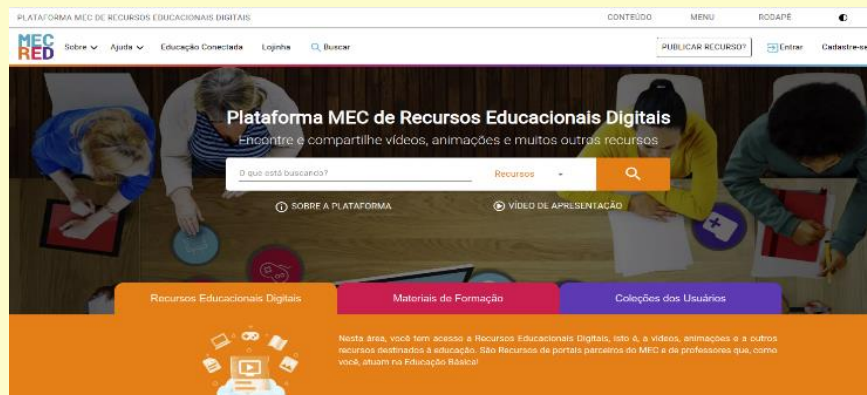 PLATAFORMA MEC DE RECURSOS EDUCACIONAIS DIGITAIS CONTEÚDO MENU RODAPÉ
MEC RED Sobre Ajuda Educação Conectada Lojinha Buscar PUBLICAR RECURSO? Entrar Cadastre-se
Plataforma MEC de Recursos Educacionais Digitais
Encontre e compartilhe vídeos, animações e muitos outros recursos
O que está buscando? Recursos
SOBRE A PLATAFORMA VÍDEO DE APRESENTAÇÃO
Recursos Educacionais Digitais Materiais de Formação Coleções dos Usuários
Nesta área, você tem acesso a Recursos Educacionais Digitais, isto é, a vídeos, animações e a outros
recursos destinados à educação. São Recursos de portais parceiros do MEC e de professores que, como
você, atuam na Educação Básica!